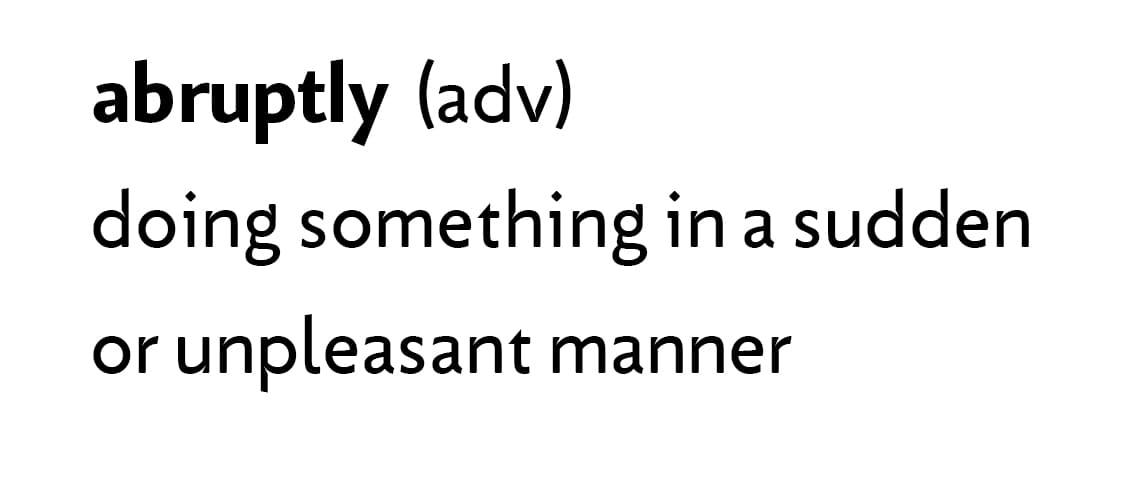 abruptly (adv)
doing something in a sudden
or unpleasant manner